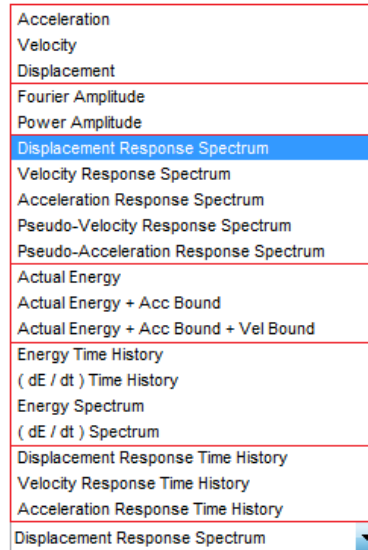 Acceleration
Velocity
Displacement
Fourier Amplitude
Power Amplitude
Displacement Response Spectrum
Velocity Response Spectrum
Acceleration Response Spectrum
Pseudo-Velocity Response Spectrum
Pseudo-Acceleration Response Spectrum
Actual Energy
Actual Energy + Acc Bound
Actual Energy + Acc Bound + Vel Bound
Energy Time History
( dE / dt ) Time History
Energy Spectrum
( dE / dt ) Spectrum
Displacement Response Time History
Velocity Response Time History
Acceleration Response Time History
Displacement Response Spectrum